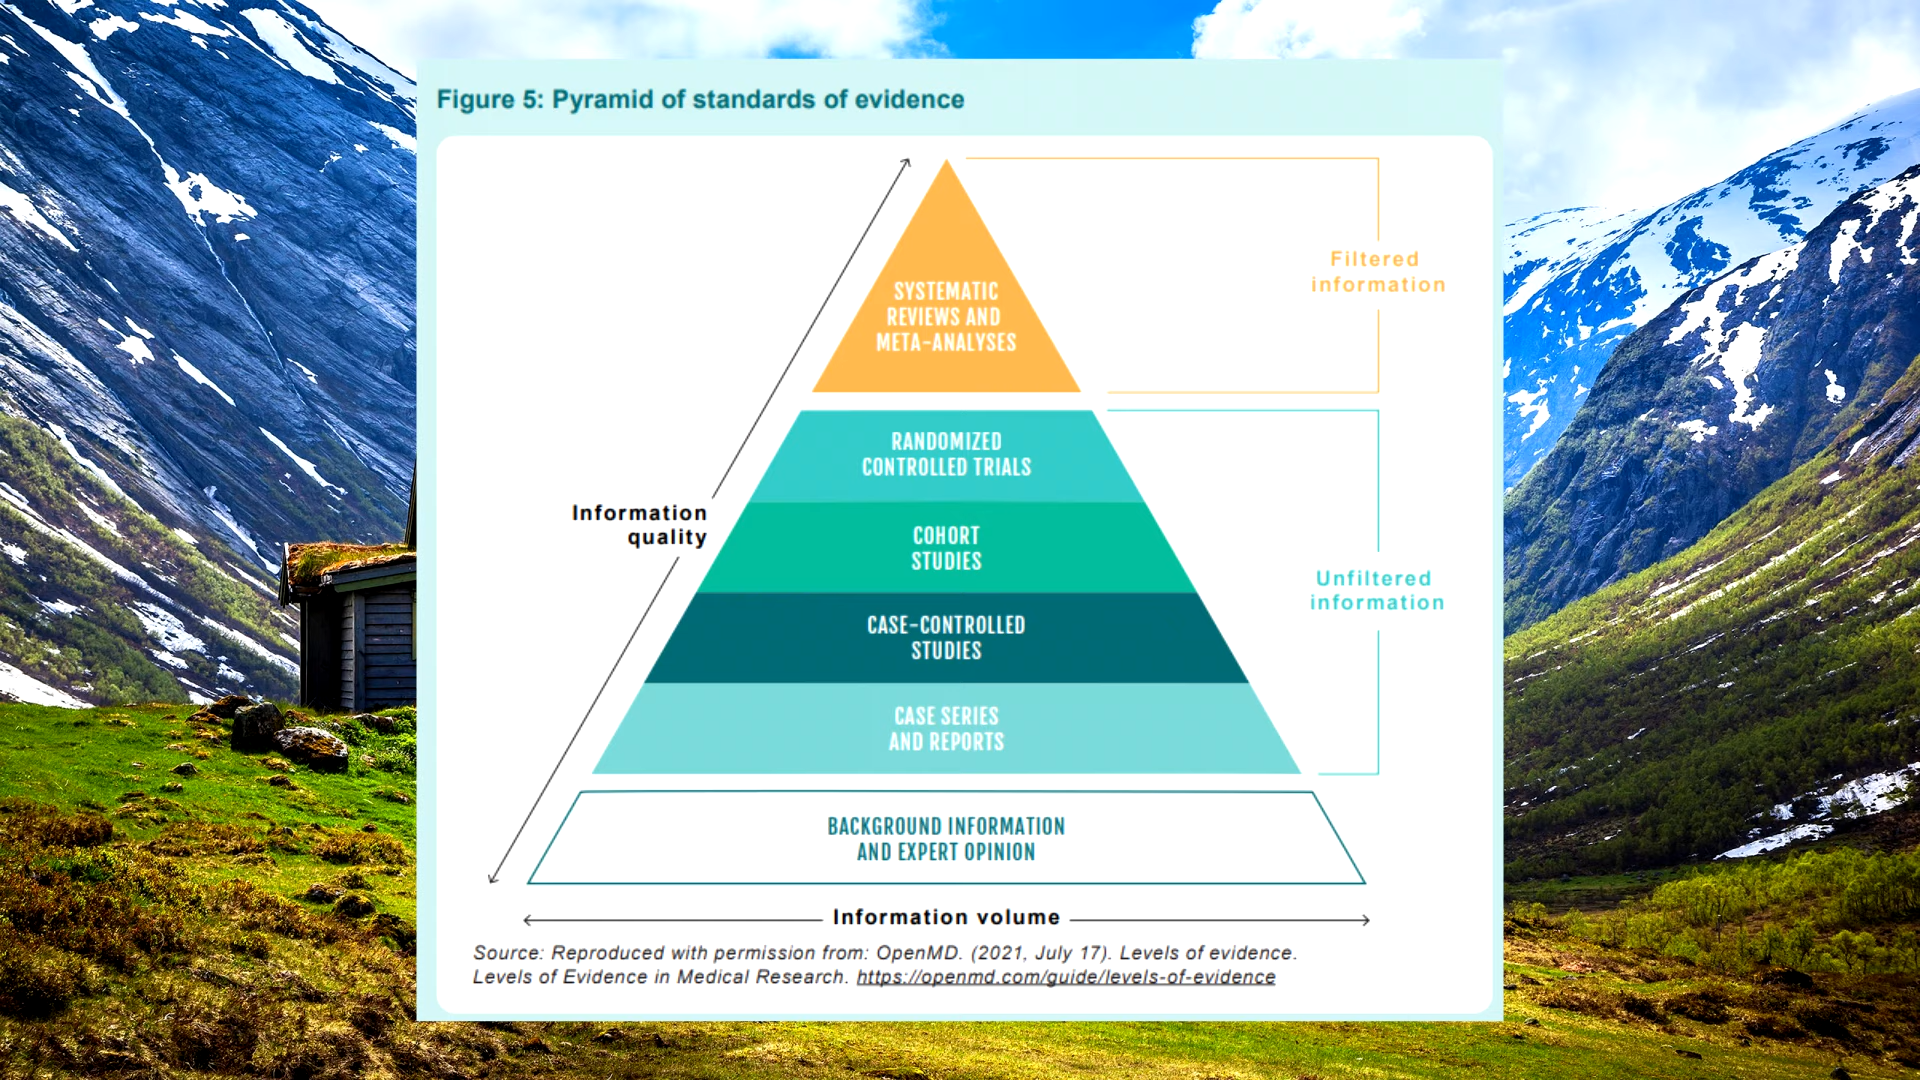 Figure 5: Pyramid of standards of evidence
SYSTEMATIC
REVIEWS AND
META-ANALYSES
Filtered
information
RANDOMIZED
CONTROLLED TRIALS
Information
quality
COHORT
STUDIES
Unfiltered
information
CASE-CONTROLLED
STUDIES
CASE SERIES
AND REPORTS
BACKGROUND INFORMATION
AND EXPERT OPINION
Information volume
Source: Reproduced with permission from: OpenMD. (2021, July 17). Levels of evidence.
Levels of Evidence in Medical Research. https://openmd.com/guide/levels-of-evidence